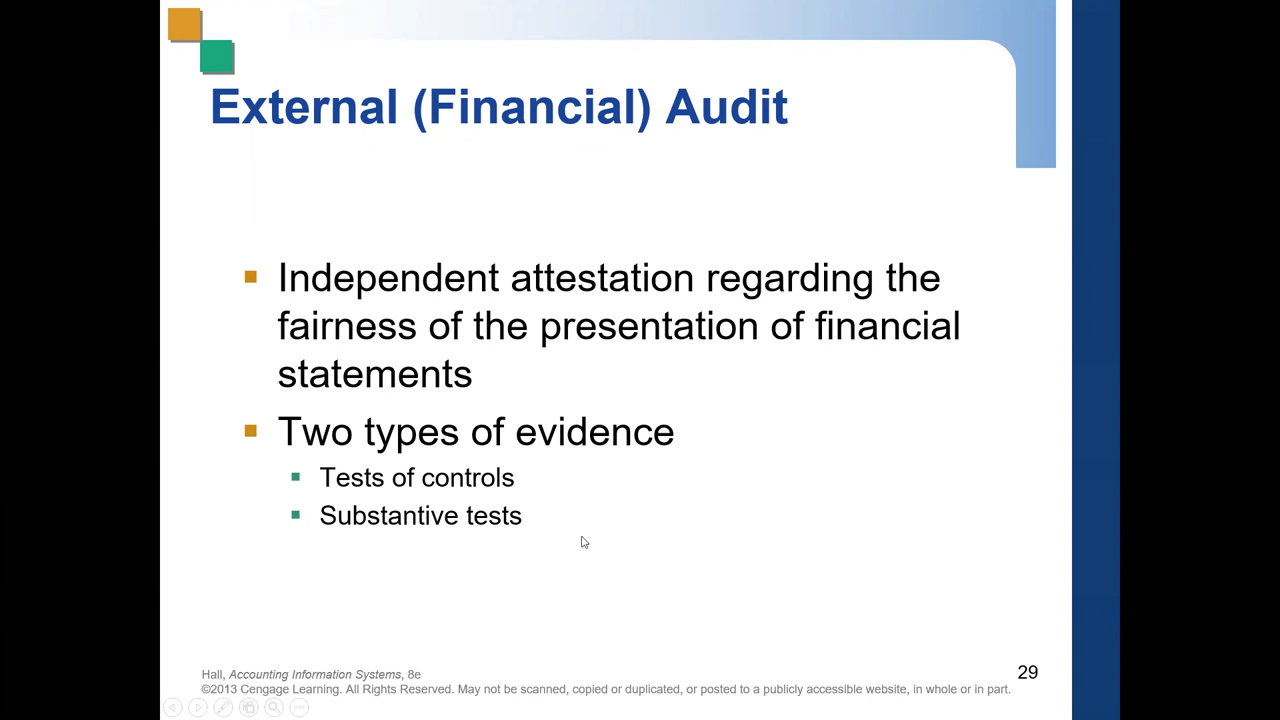 External (Financial) Audit
Independent attestation regarding the
fairness of the presentation of financial
statements
Two types of evidence
Tests of controls
Substantive tests
Hall, Accounting Information Systems, 8e
29
©2013 Cengage Learning. All Rights Reserved. May not be scanned, copied or duplicated, or posted to a publicly accessible website, in whole or in part.